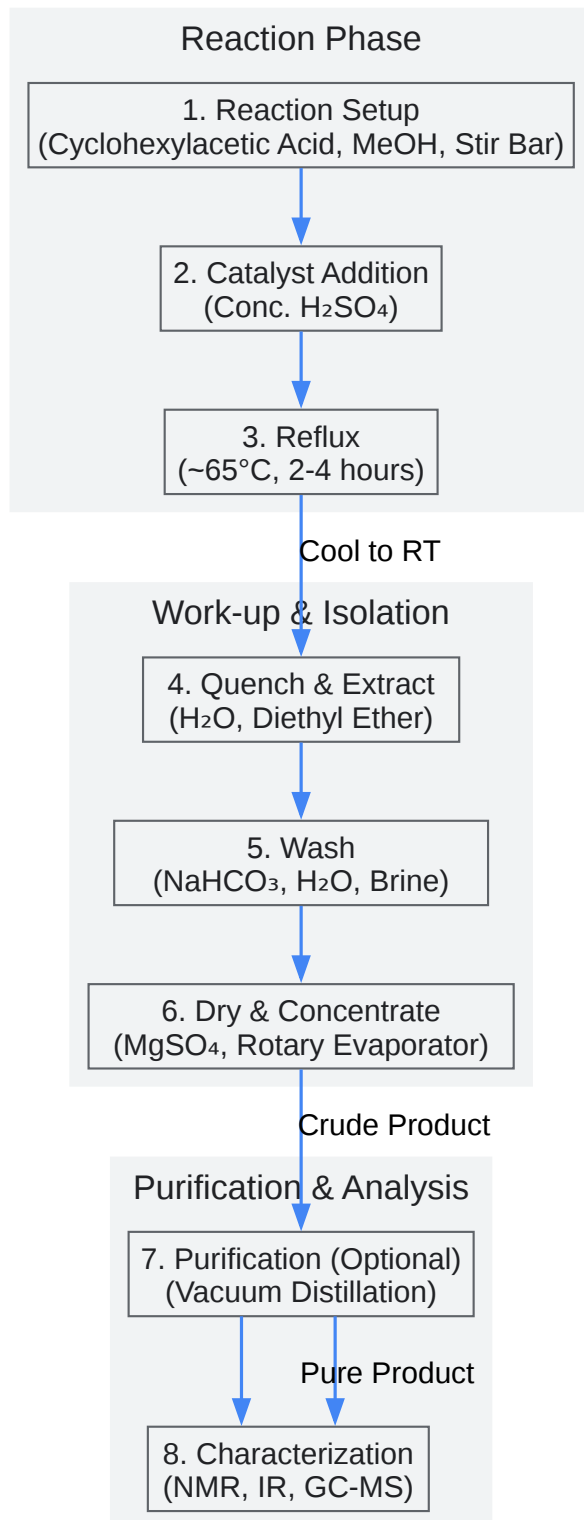 Reaction Phase
1. Reaction Setup
(Cyclohexylacetic Acid, MeOH, Stir Bar)
2. Catalyst Addition
(Conc. H₂SO₄)
3. Reflux
(~65°C, 2-4 hours)
Cool to RT
Work-up & Isolation
4. Quench & Extract
(H₂O, Diethyl Ether)
5. Wash
(NaHCO₃, H₂O, Brine)
6. Dry & Concentrate
(MgSO₄, Rotary Evaporator)
Crude Product
Purification & Analysis
7. Purification (Optional)
(Vacuum Distillation)
Pure Product
8. Characterization
(NMR, IR, GC-MS)